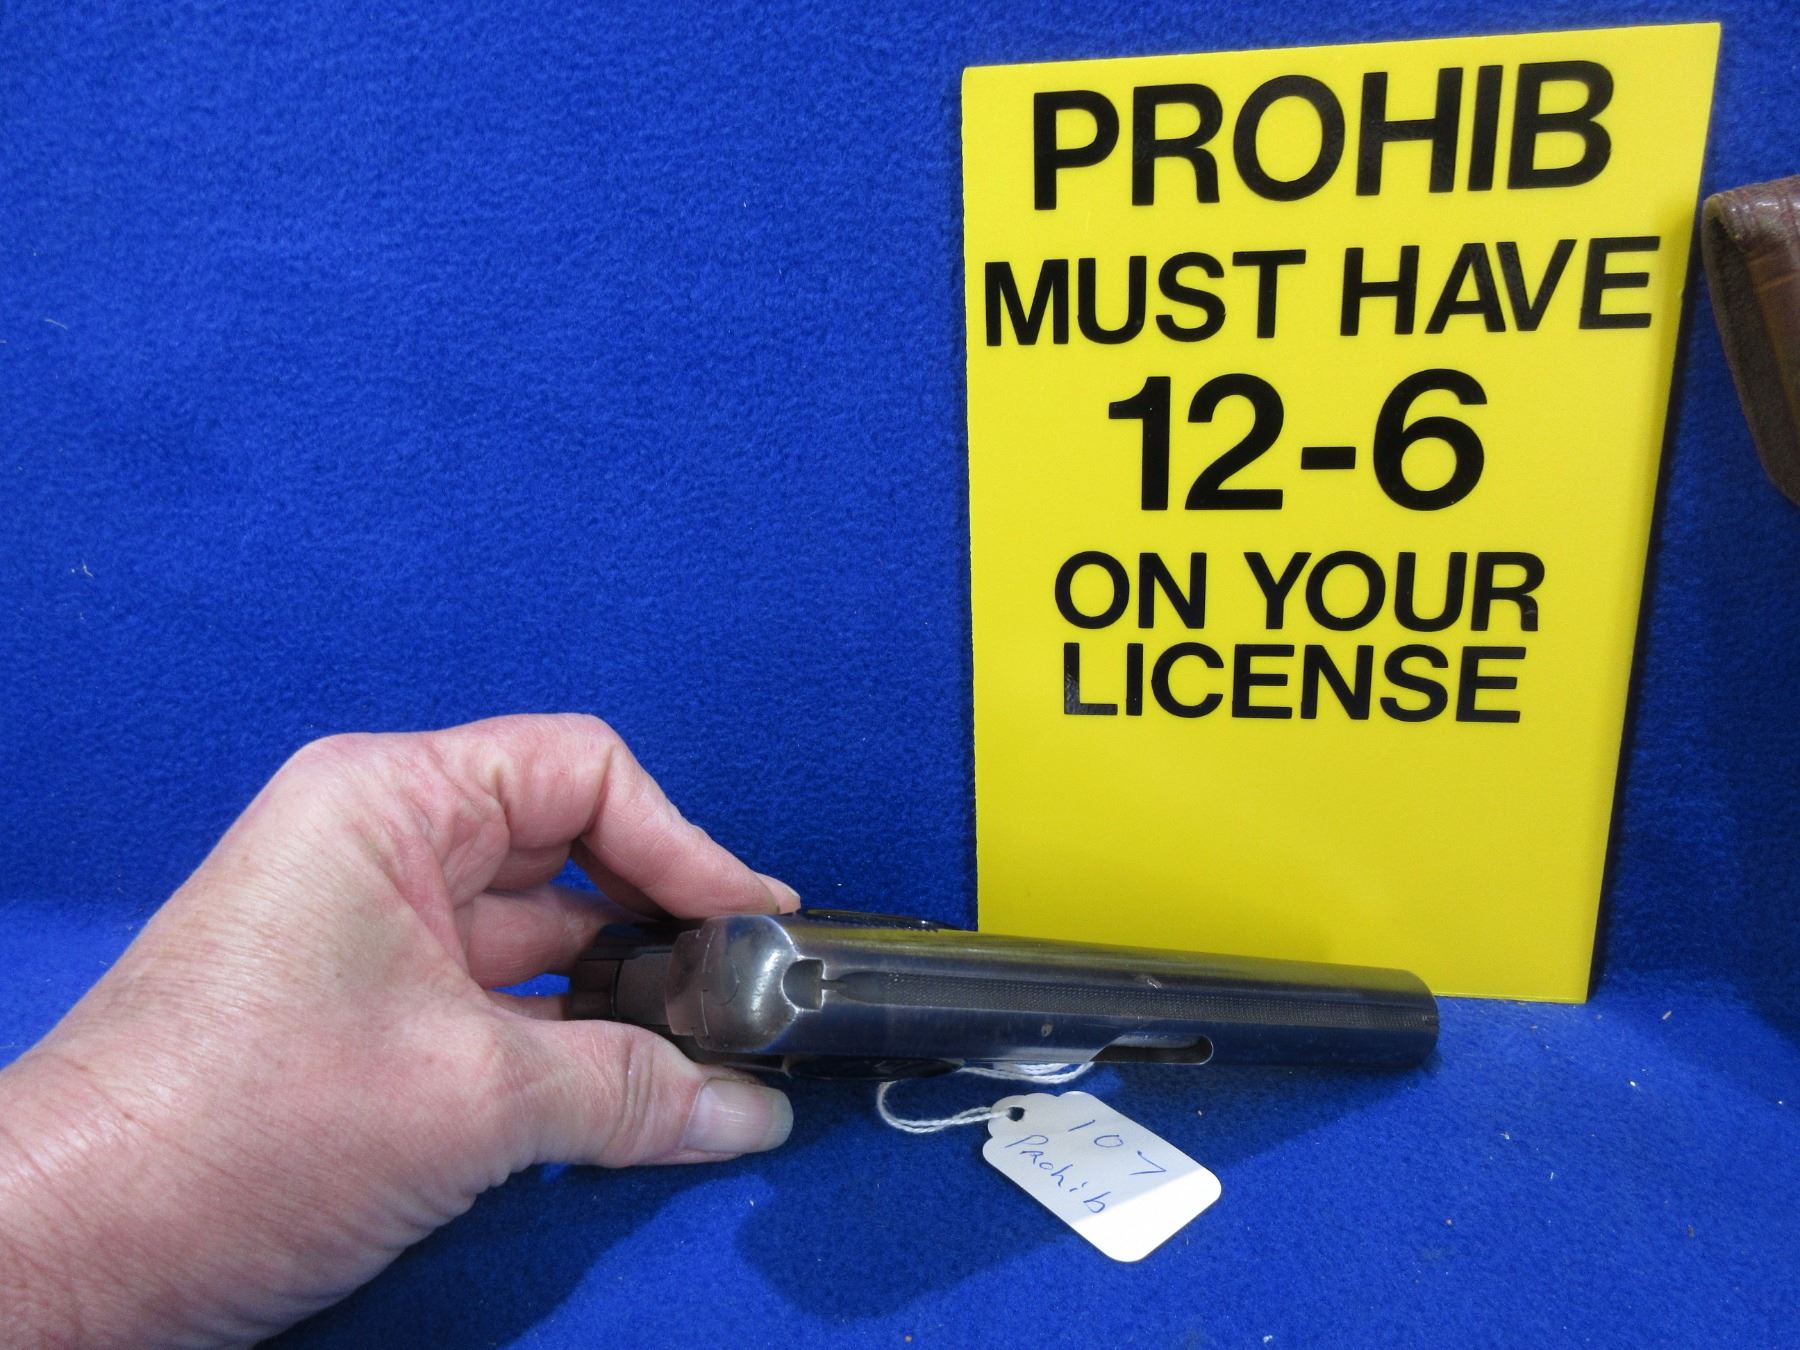 PROHIB
MUST HAVE
12-6
ON YOUR
LICENSE
107
Prohib